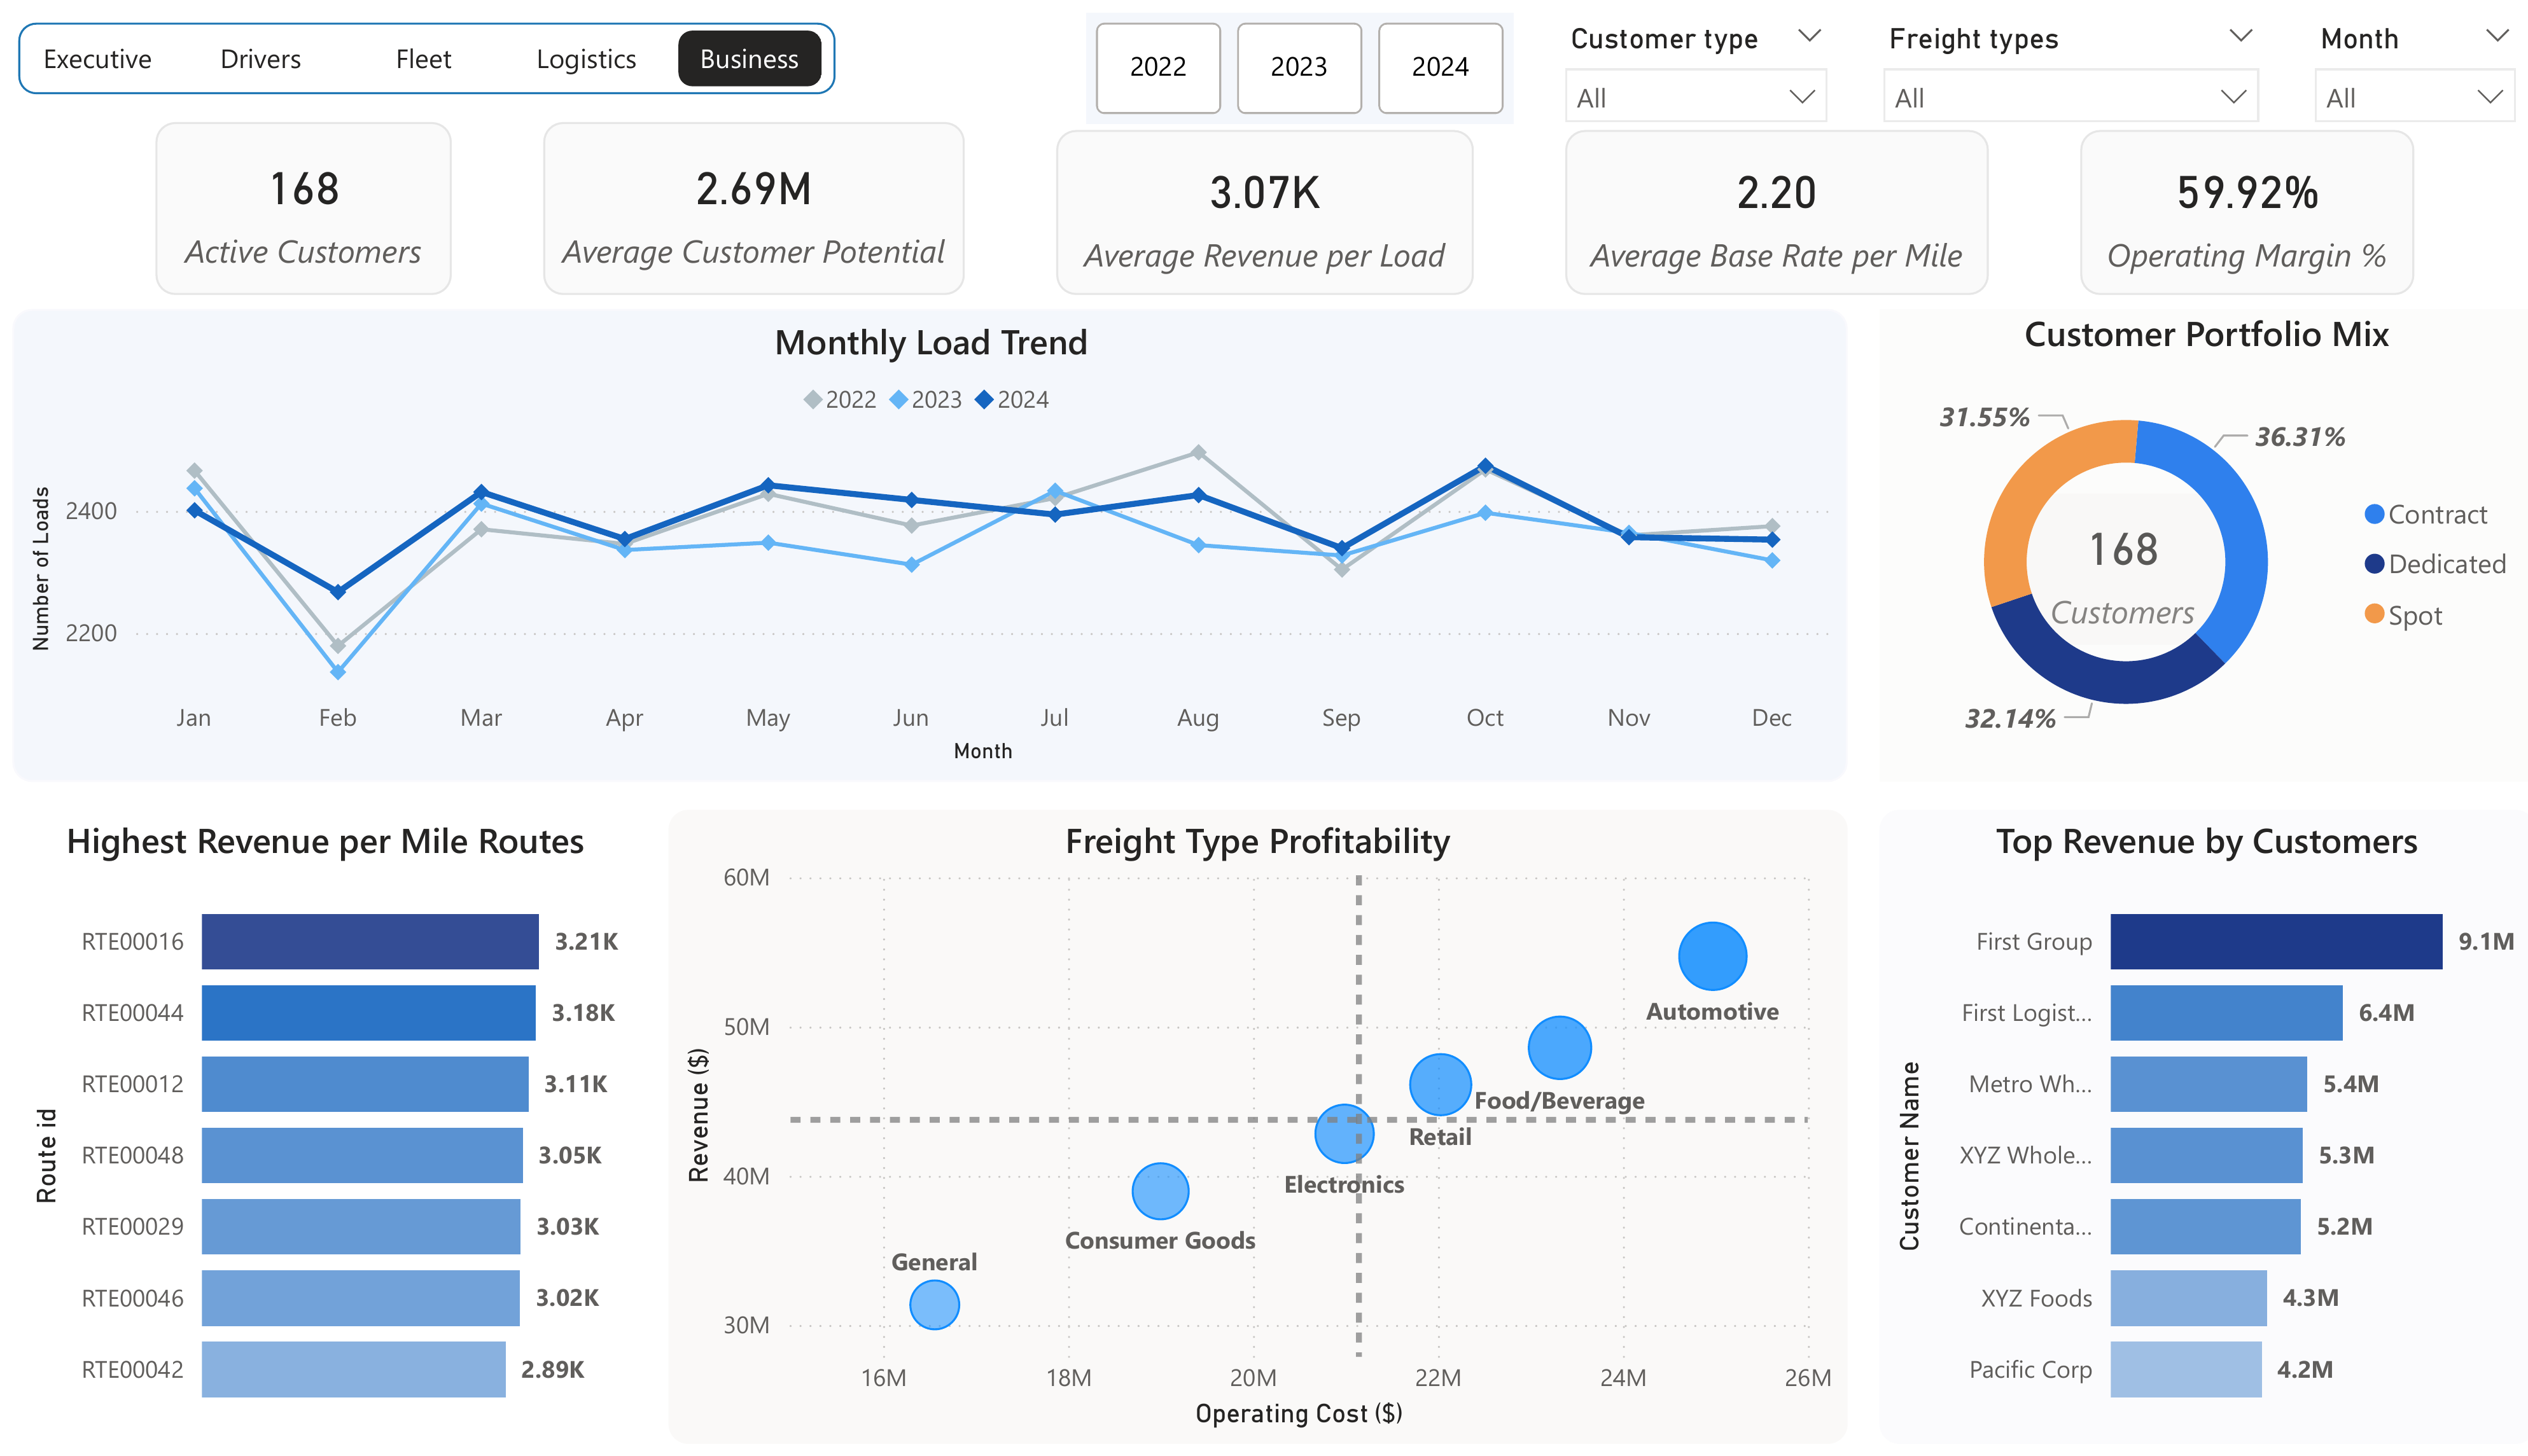 Executive Drivers Fleet Logistics Business
2022 2023 2024
Customer type
All
Freight types
All
Month
All
168
Active Customers
2.69M
Average Customer Potential
3.07K
Average Revenue per Load
2.20
Average Base Rate per Mile
59.92%
Operating Margin %
Monthly Load Trend
2022 2023 2024
Number of Loads
2400
2200
Jan Feb Mar Apr May Jun Jul Aug Sep Oct Nov Dec
Month
Customer Portfolio Mix
31.55%
36.31%
32.14%
168
Customers
Contract
Dedicated
Spot
Highest Revenue per Mile Routes
Route id
RTE00016 3.21K
RTE00044 3.18K
RTE00012 3.11K
RTE00048 3.05K
RTE00029 3.03K
RTE00046 3.02K
RTE00042 2.89K
Freight Type Profitability
Revenue ($)
60M
50M
40M
30M
Automotive
Food/Beverage
Retail
Electronics
Consumer Goods
General
16M 18M 20M 22M 24M 26M
Operating Cost ($)
Top Revenue by Customers
Customer Name
First Group 9.1M
First Logist... 6.4M
Metro Wh... 5.4M
XYZ Whole... 5.3M
Continenta... 5.2M
XYZ Foods 4.3M
Pacific Corp 4.2M